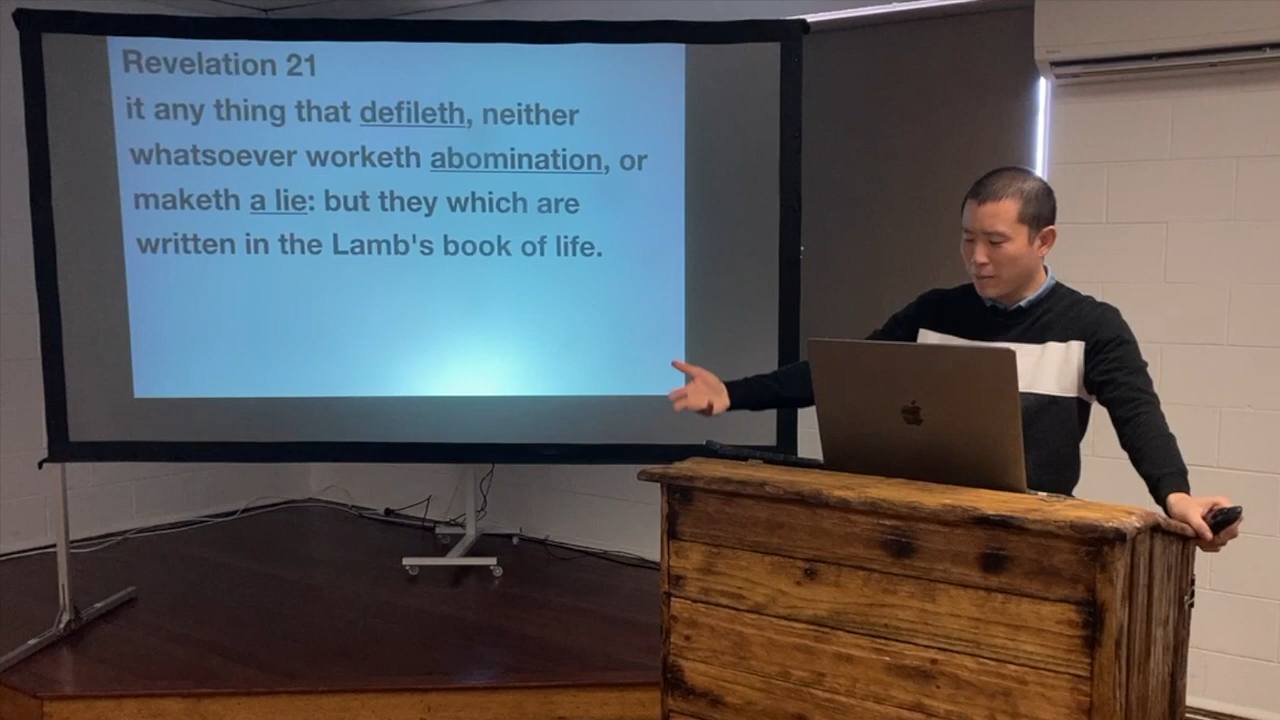 Revelation 21
it any thing that defileth, neither
whatsoever worketh abomination, or
maketh a lie: but they which are
written in the Lamb's book of life.